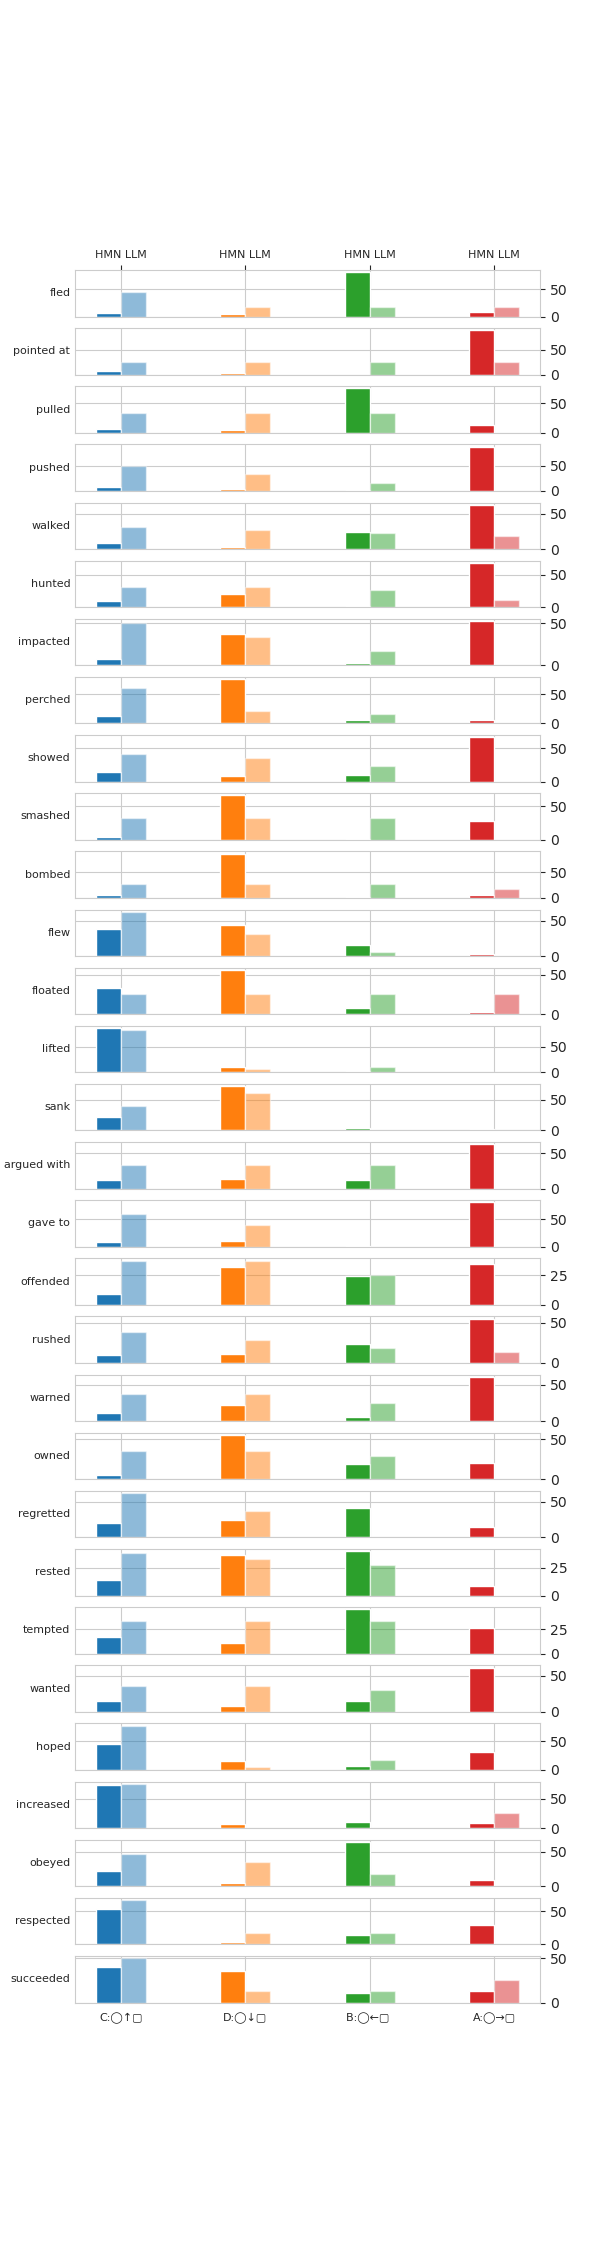 HMN LLM HMN LLM HMN LLM HMN LLM
fled 50 0
pointed at 50 0
pulled 50 0
pushed 50 0
walked 50 0
hunted 50 0
impacted 50 0
perched 50 0
showed 50 0
smashed 50 0
bombed 50 0
flew 50 0
floated 50 0
lifted 50 0
sank 50 0
argued with 50 0
gave to 50 0
offended 25 0
rushed 50 0
warned 50 0
owned 50 0
regretted 50 0
rested 25 0
tempted 25 0
wanted 50 0
hoped 50 0
increased 50 0
obeyed 50 0
respected 50 0
succeeded 50 0
C:◯↑▢ D:◯↓▢ B:◯←▢ A:◯→▢